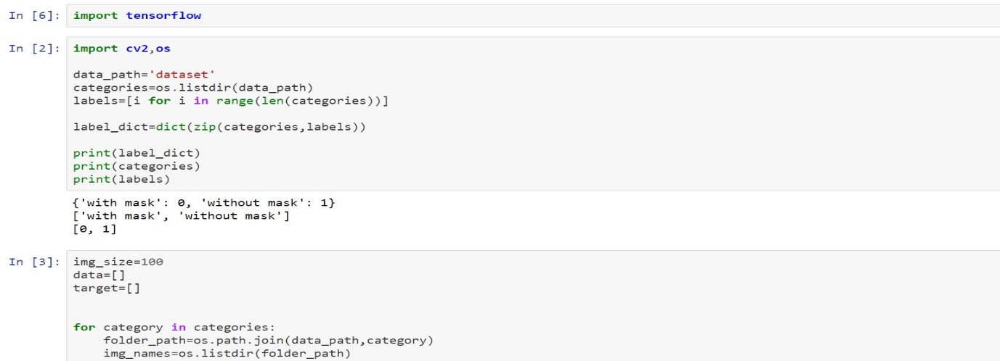 In [6]: import tensorflow
In [2]: import cv2,os
data_path='dataset'
categories=os.listdir(data_path)
labels=[i for i in range(len(categories))]
label_dict=dict(zip(categories,labels))
print(label_dict)
print(categories)
print(labels)
{'with mask': 0, 'without mask': 1}
['with mask', 'without mask']
[0, 1]
In [3]: img_size=100
data=[]
target=[]
for category in categories:
    folder_path=os.path.join(data_path,category)
    img_names=os.listdir(folder_path)